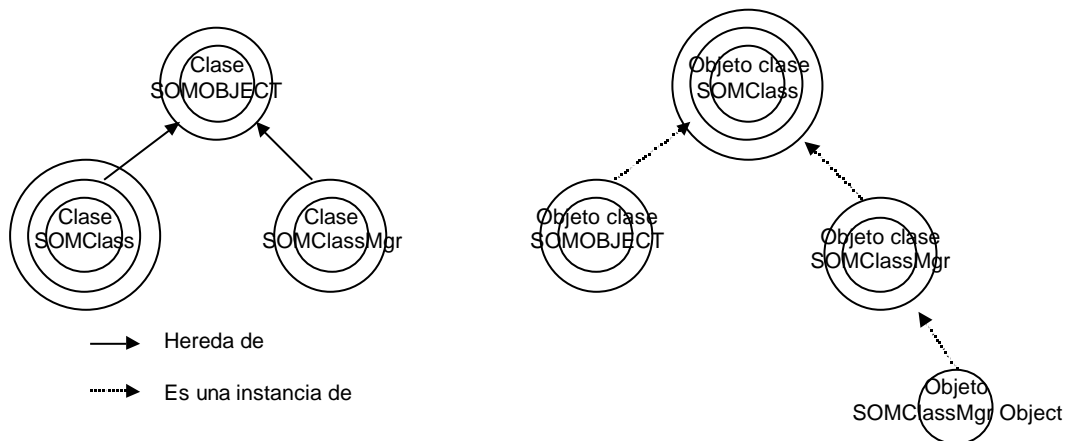 Clase
SOMOBJECT
Objeto clase
SOMClass
Clase
SOMClass
Clase
SOMClassMgr
Objeto clase
SOMOBJECT
Objeto clase
SOMClassMgr
Hereda de
Es una instancia de
Objeto
SOMClassMgr Object